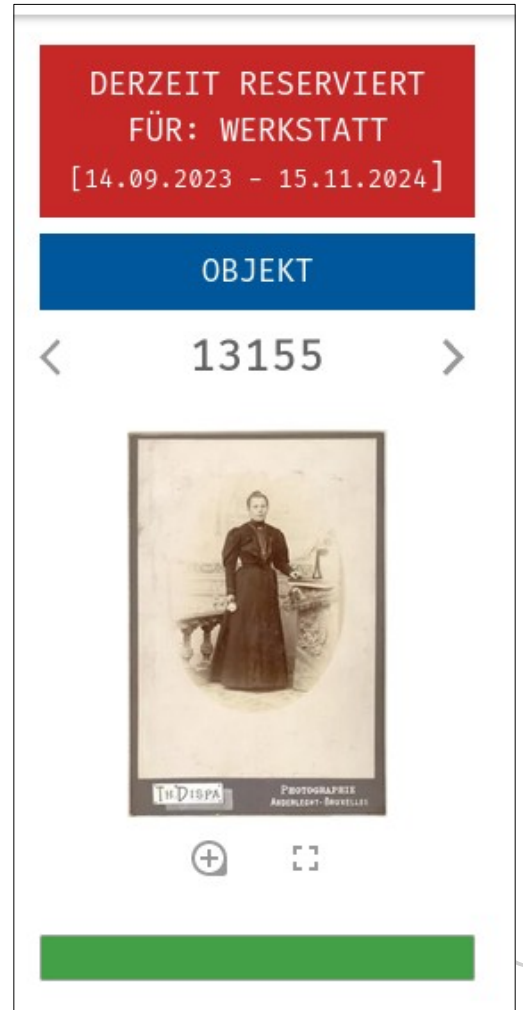 DERZEIT RESERVIERT
FÜR: WERKSTATT
[14.09.2023 – 15.11.2024]
OBJEKT
13155
TH. DISPA
PHOTOGRAPHIE
ANDERLECHT-BRUXELLES